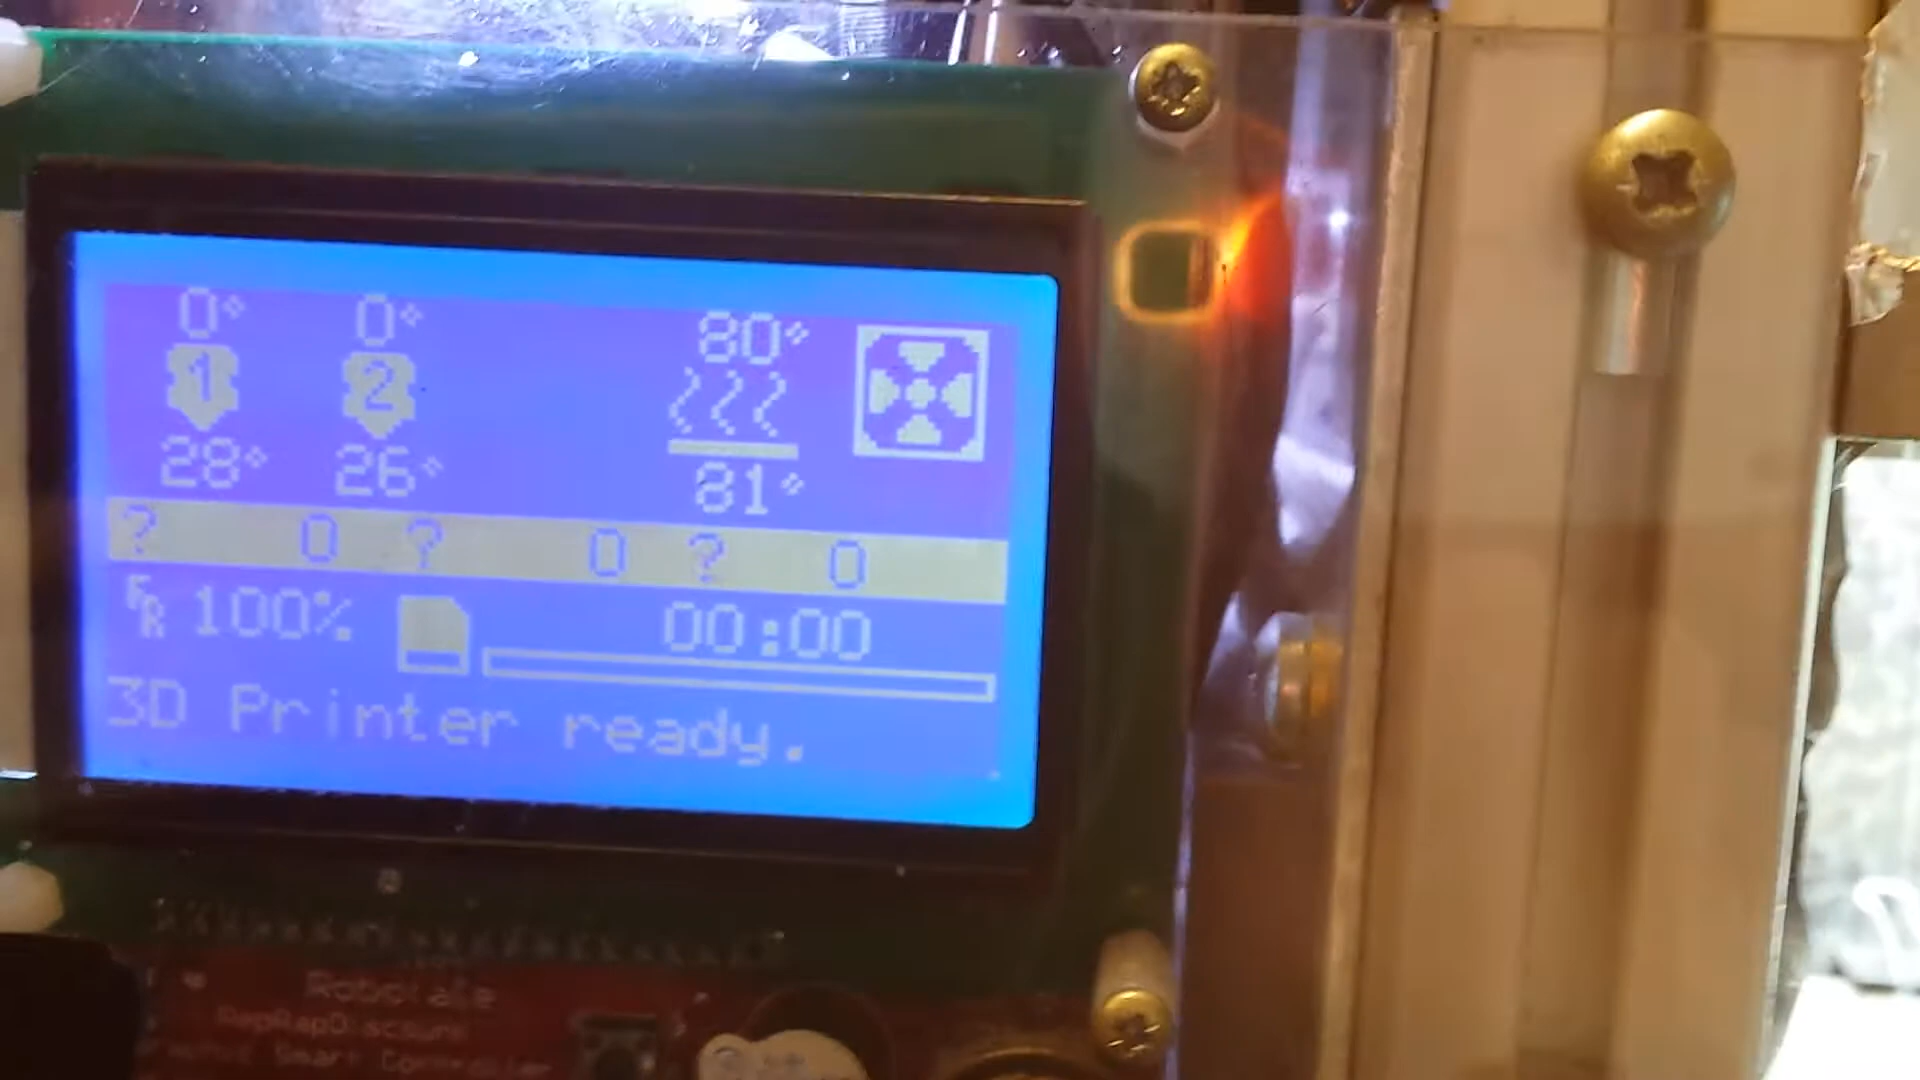 0° 0° 80°
1 2
28° 26° 81°
? 0 ? 0 ? 0
FR 100% 00:00
3D Printer ready.
RepRapDiscount
Smart Controller